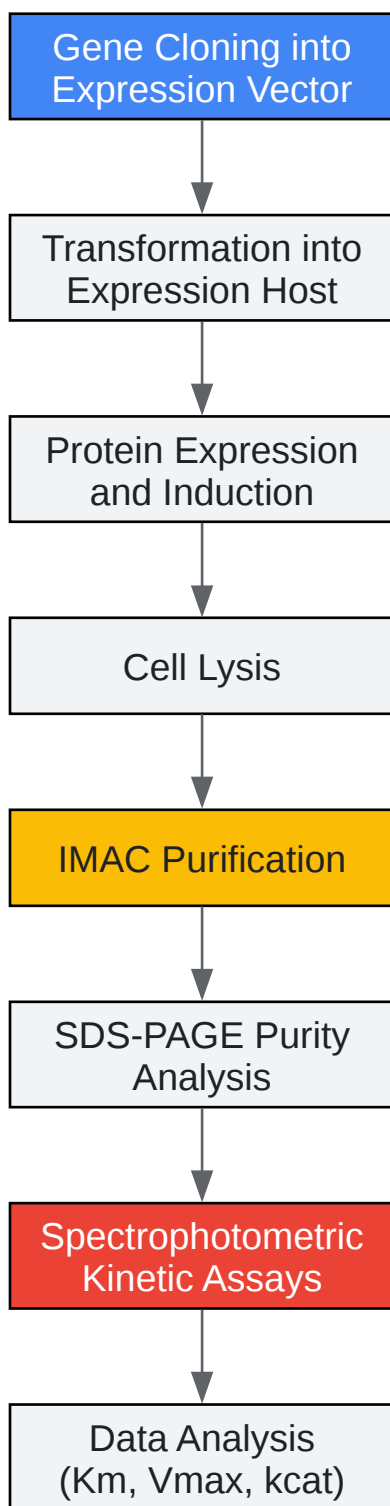 Gene Cloning into
Expression Vector
Transformation into
Expression Host
Protein Expression
and Induction
Cell Lysis
IMAC Purification
SDS-PAGE Purity
Analysis
Spectrophotometric
Kinetic Assays
Data Analysis
(Km, Vmax, kcat)